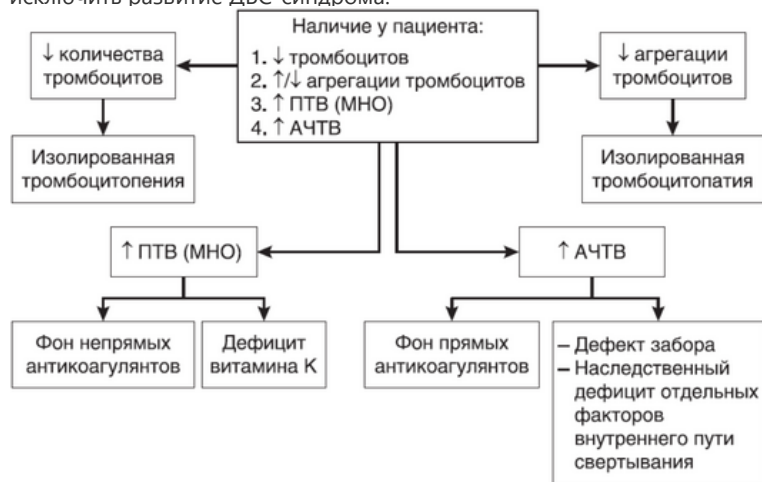 исключить развитие ДВС-синдрома.
Наличие у пациента:
1. ↓ тромбоцитов
2. ↑/↓ агрегации тромбоцитов
3. ↑ ПТВ (МНО)
4. ↑ АЧТВ
↓ количества
тромбоцитов
↓ агрегации
тромбоцитов
Изолированная
тромбоцитопения
Изолированная
тромбоцитопатия
↑ ПТВ (МНО)
↑ АЧТВ
Фон непрямых
антикоагулянтов
Дефицит
витамина К
Фон прямых
антикоагулянтов
– Дефект забора
– Наследственный
дефицит отдельных
факторов
внутреннего пути
свертывания